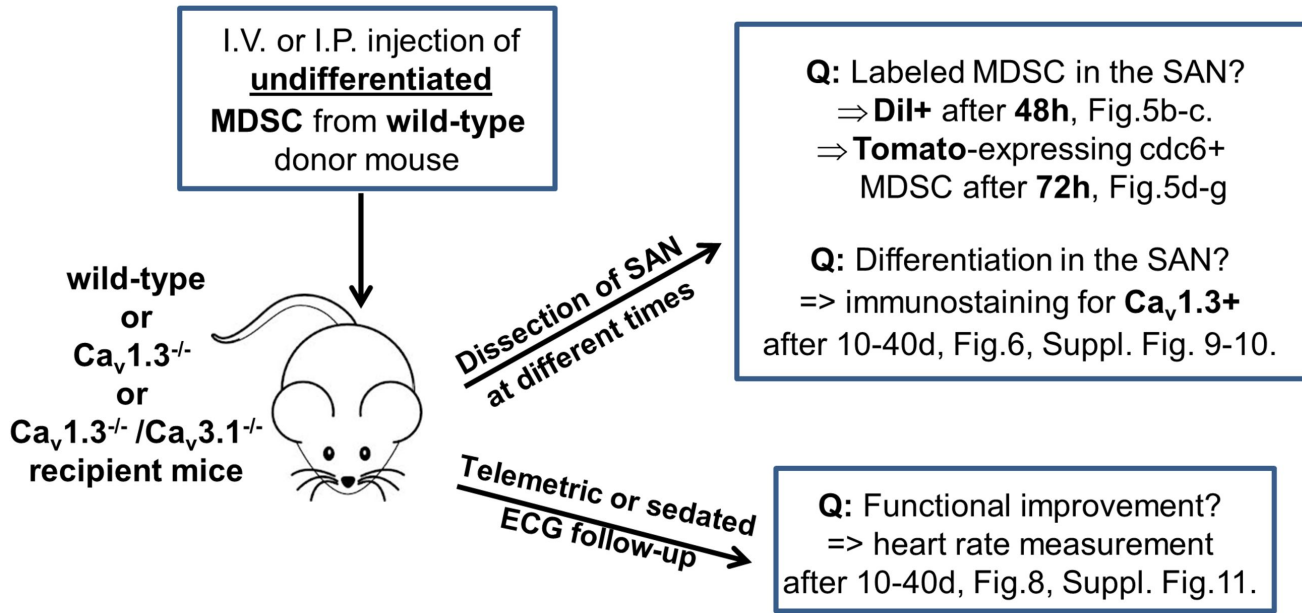 I.V. or I.P. injection of
undifferentiated
MDSC from wild-type
donor mouse
wild-type
or
Cav1.3-/-
or
Cav1.3-/- /Cav3.1-/-
recipient mice
Dissection of SAN
at different times
Q: Labeled MDSC in the SAN?
⇒ DiI+ after 48h, Fig.5b-c.
⇒ Tomato-expressing cdc6+
MDSC after 72h, Fig.5d-g
Q: Differentiation in the SAN?
=> immunostaining for Cav1.3+
after 10-40d, Fig.6, Suppl. Fig. 9-10.
Telemetric or sedated
ECG follow-up
Q: Functional improvement?
=> heart rate measurement
after 10-40d, Fig.8, Suppl. Fig.11.